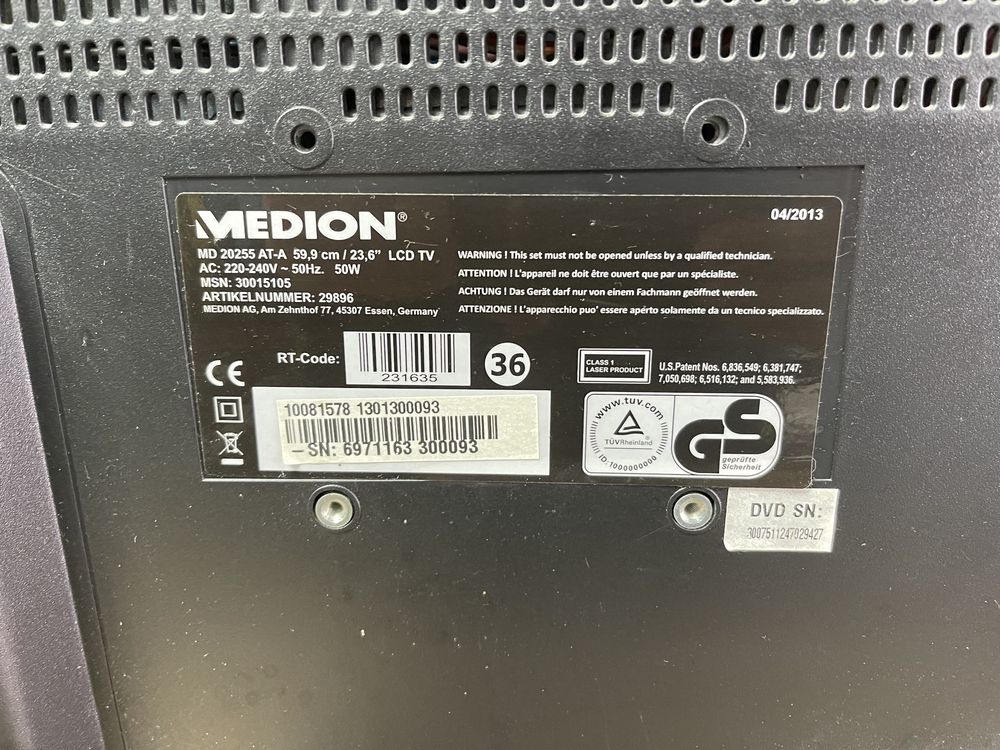 MEDION®
04/2013
MD 20255 AT-A 59,9 cm / 23,6" LCD TV
AC: 220-240V ~ 50Hz. 50W
MSN: 30015105
ARTIKELNUMMER: 29896
MEDION AG, Am Zehnthof 77, 45307 Essen, Germany
WARNING ! This set must not be opened unless by a qualified technician.
ATTENTION ! L'appareil ne doit être ouvert que par un spécialiste.
ACHTUNG ! Das Gerät darf nur von einem Fachmann geöffnet werden.
ATTENZIONE ! L'apparecchio puo' essere apérto solamente da un tecnico specializzato.
RT-Code:
231635
36
CLASS 1
LASER PRODUCT
U.S.Patent Nos. 6,836,549; 6,381,747;
7,050,698; 6,516,132; and 5,583,936.
CE
10081578 1301300093
– SN: 6971163 300093
www.tuv.com
TÜVRheinland
ID:1000000000
GS
geprüfte
Sicherheit
DVD SN:
3007511247029427